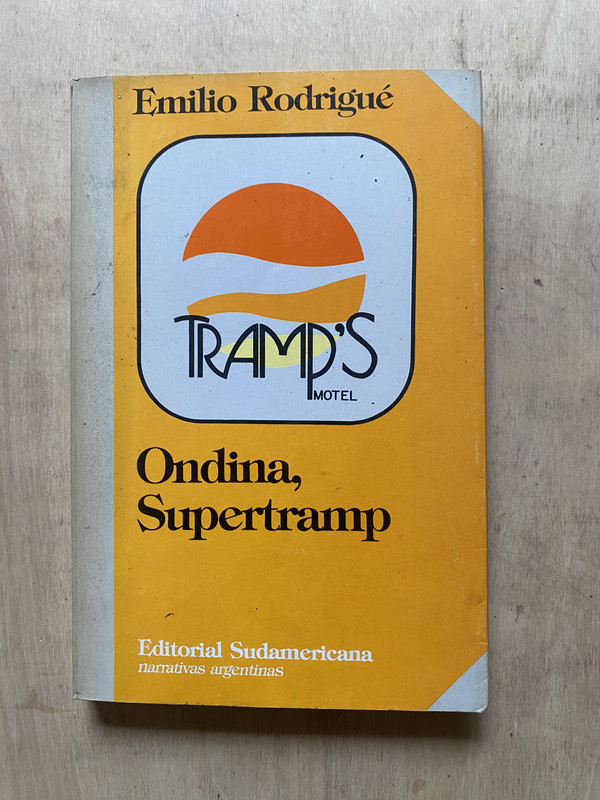 Emilio Rodrigué
TRAMP'S
MOTEL
Ondina,
Supertramp
Editorial Sudamericana
narrativas argentinas